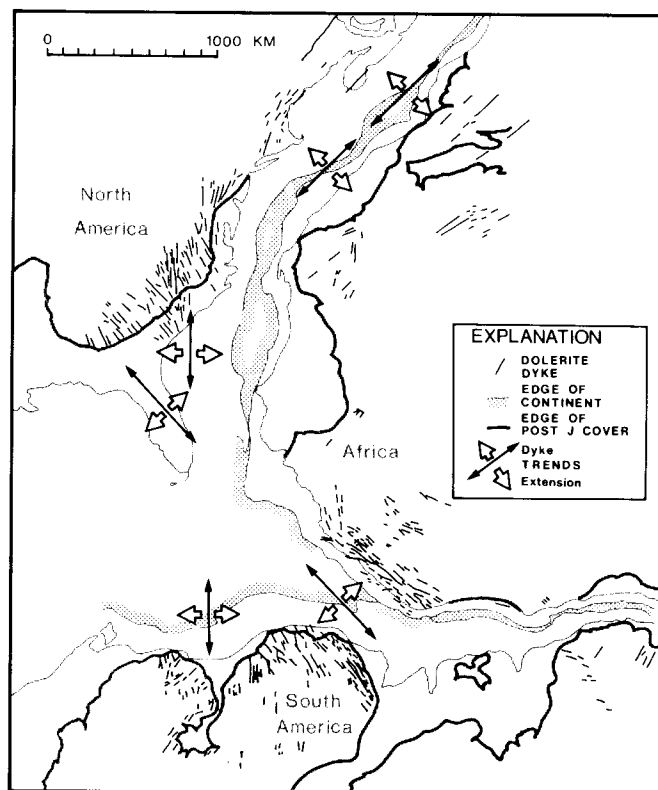 0 1000 KM
North
America
EXPLANATION
DOLERITE
DYKE
EDGE OF
CONTINENT
EDGE OF
POST J COVER
Dyke
TRENDS
Extension
Africa
South
America